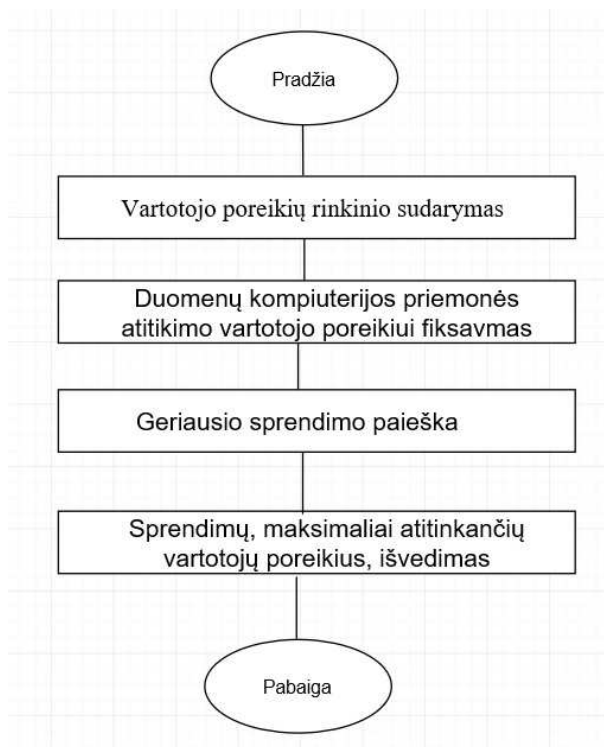 Pradžia
Vartotojo poreikių rinkinio sudarymas
Duomenų kompiuterijos priemonės
atitikimo vartotojo poreikiui fiksavmas
Geriausio sprendimo paieška
Sprendimų, maksimaliai atitinkančių
vartotojų poreikius, išvedimas
Pabaiga